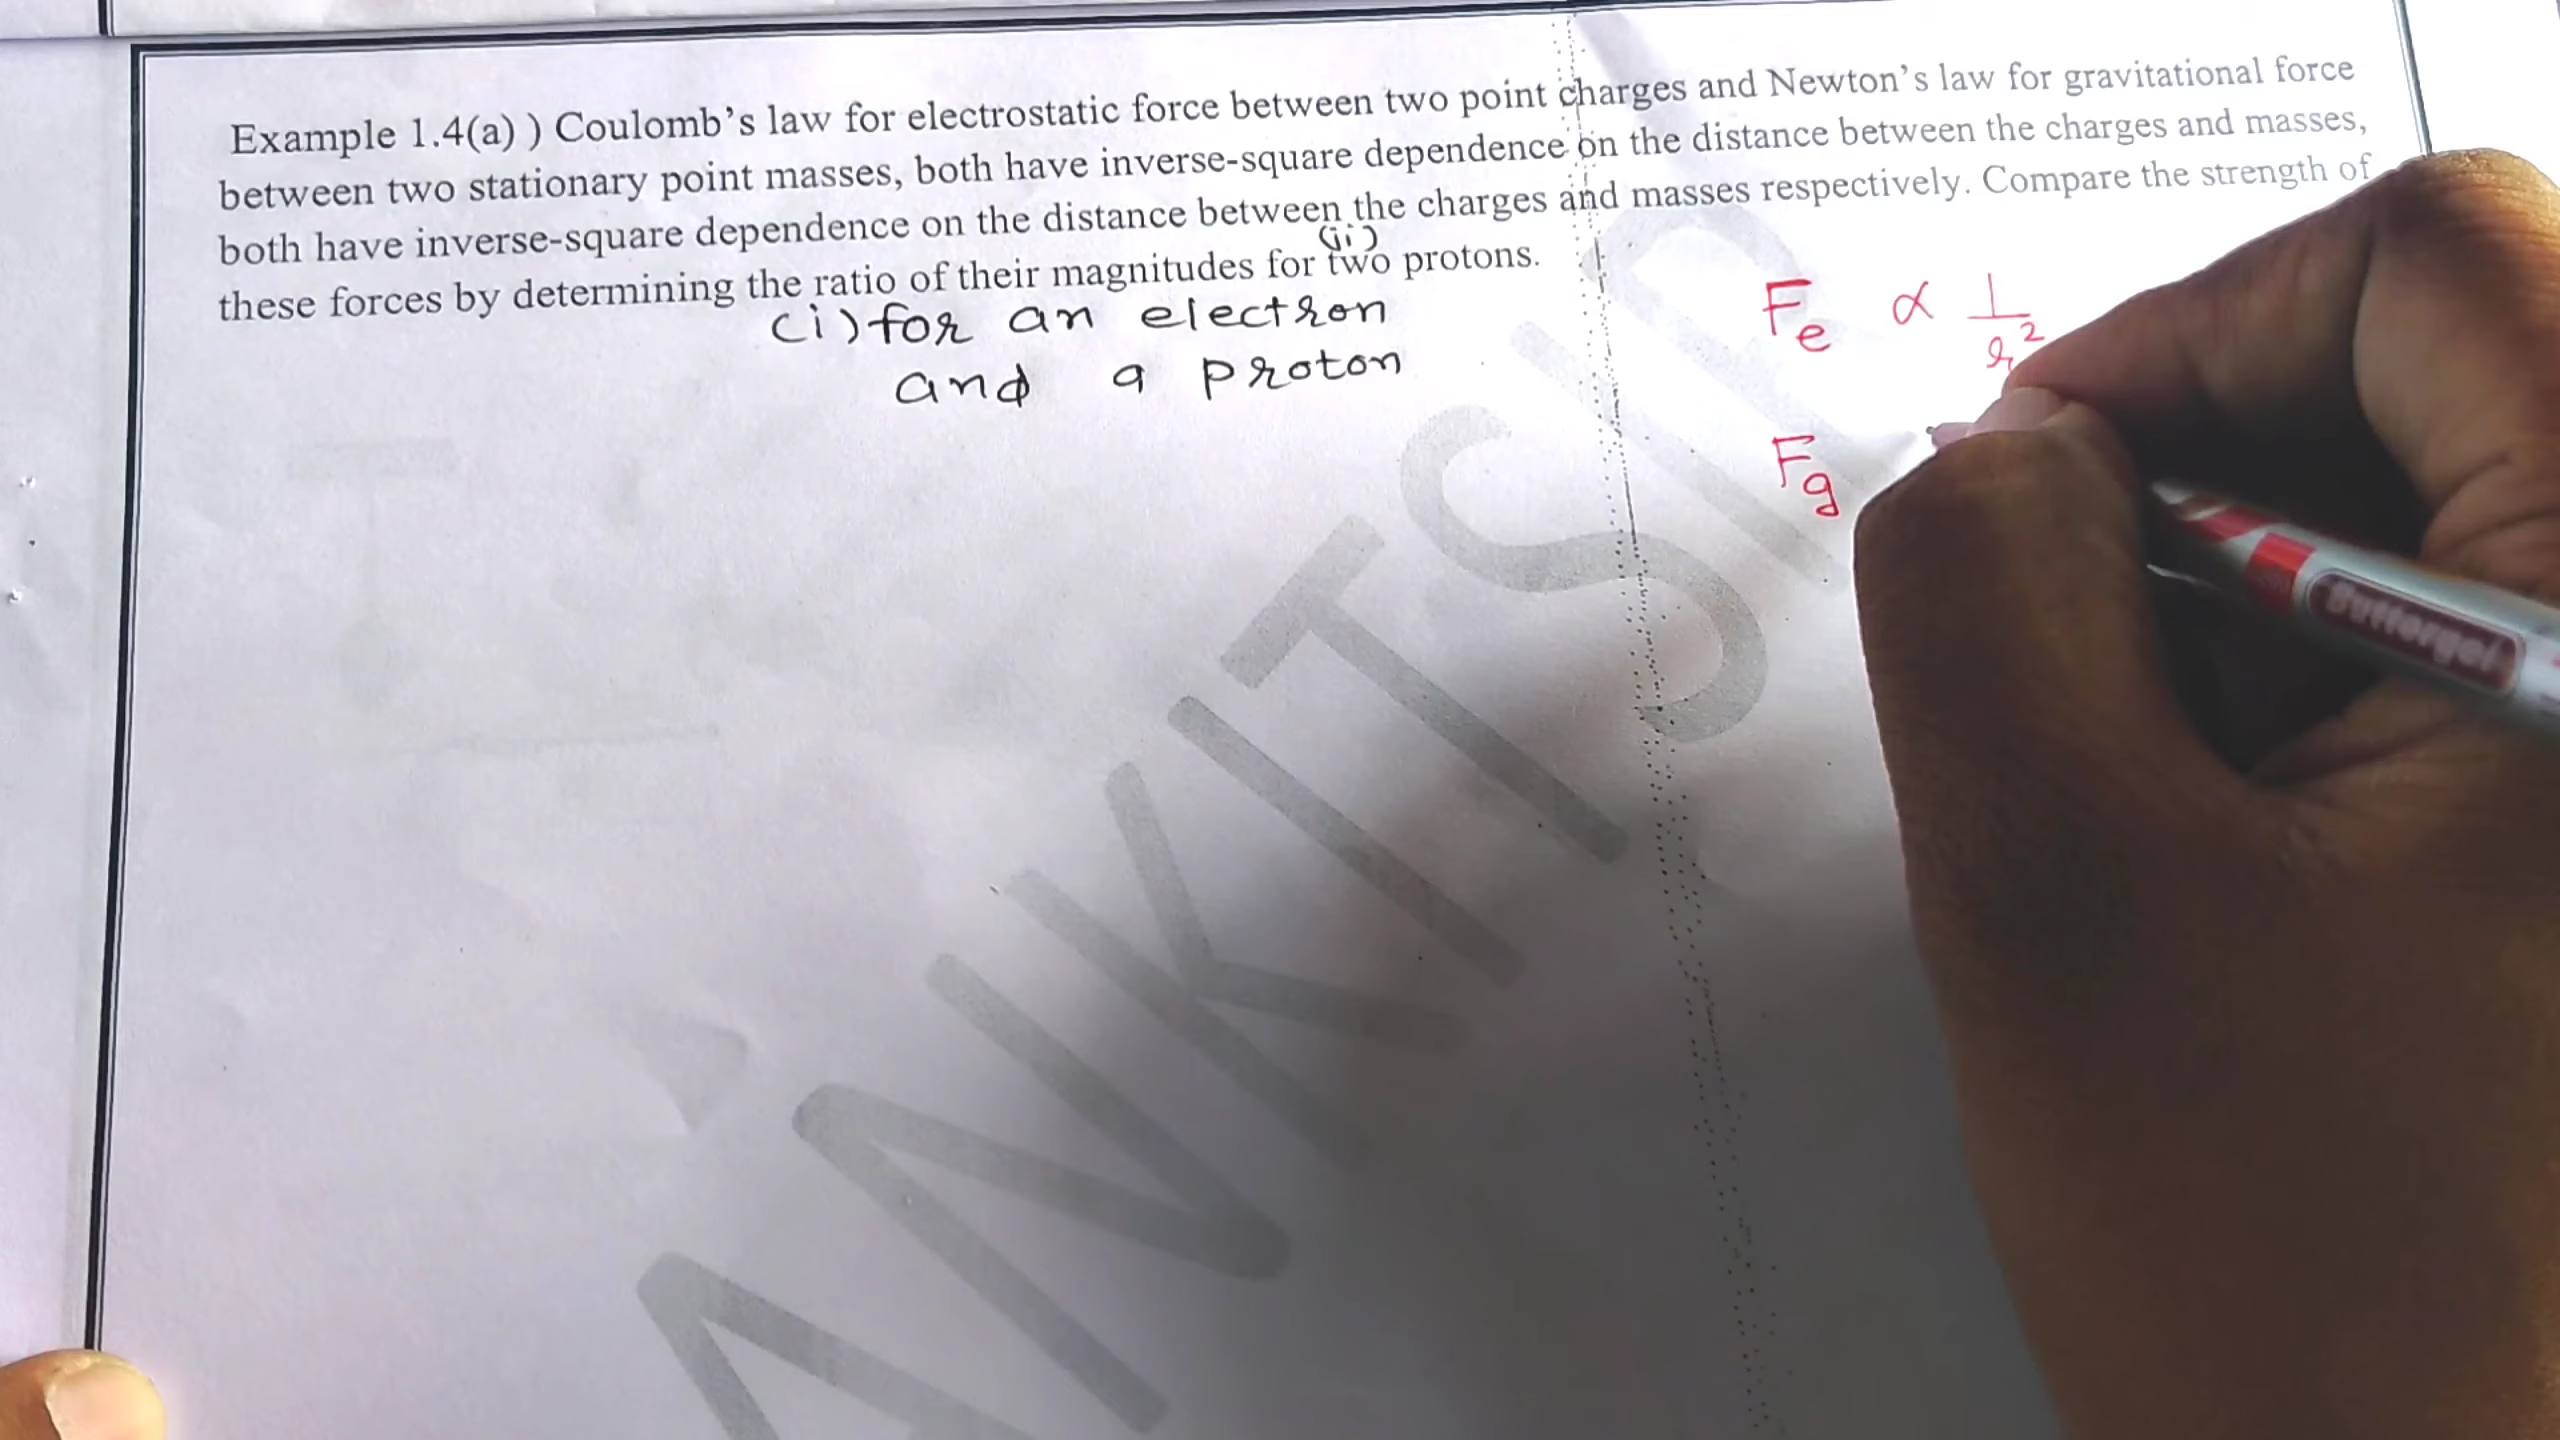 Example 1.4(a) ) Coulomb's law for electrostatic force between two point charges and Newton's law for gravitational force
between two stationary point masses, both have inverse-square dependence on the distance between the charges and masses,
both have inverse-square dependence on the distance between the charges and masses respectively. Compare the strength of
(ii)
these forces by determining the ratio of their magnitudes for two protons.
(i) for an electron
and a proton
Fe ∝ 1/r²
Fg
ANKITSI
Buttergel